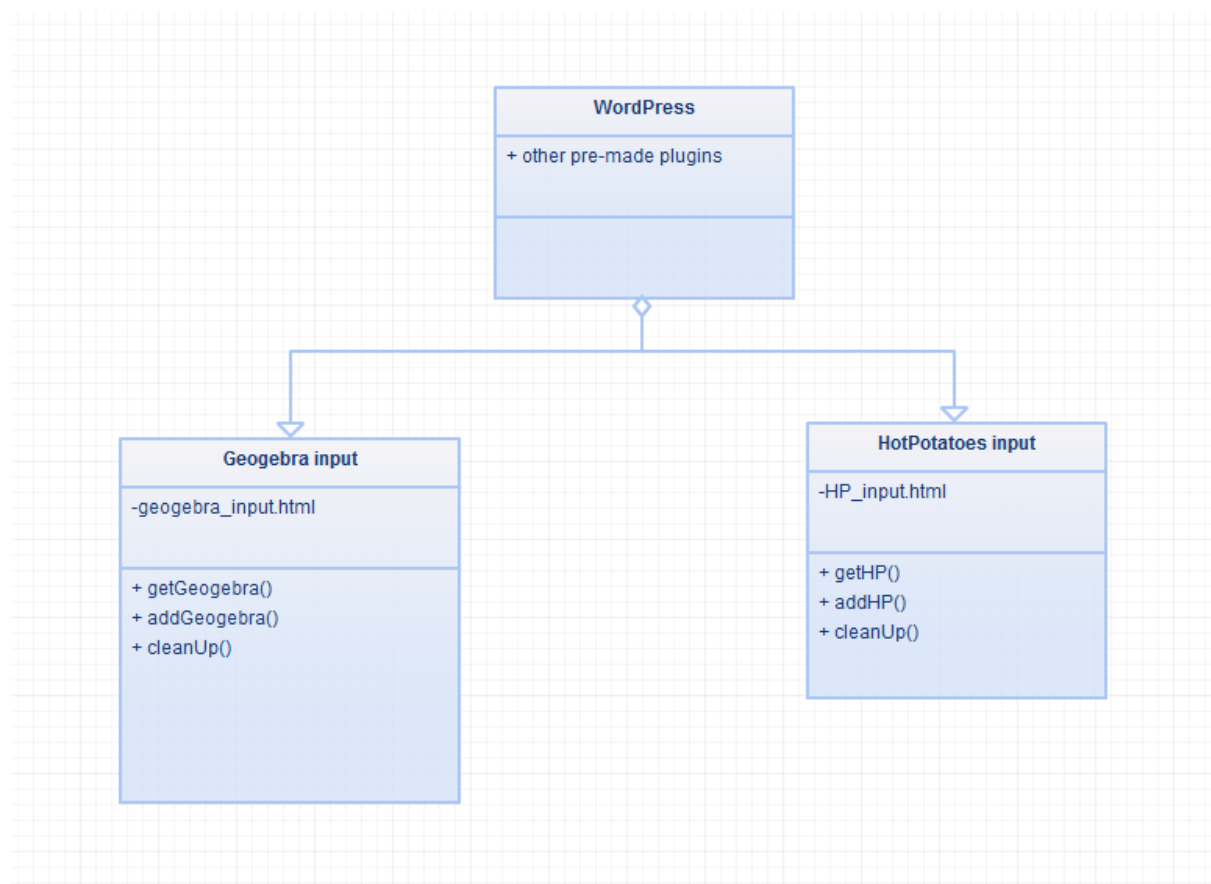 WordPress
+ other pre-made plugins
Geogebra input
-geogebra_input.html
+ getGeogebra()
+ addGeogebra()
+ cleanUp()
HotPotatoes input
-HP_input.html
+ getHP()
+ addHP()
+ cleanUp()